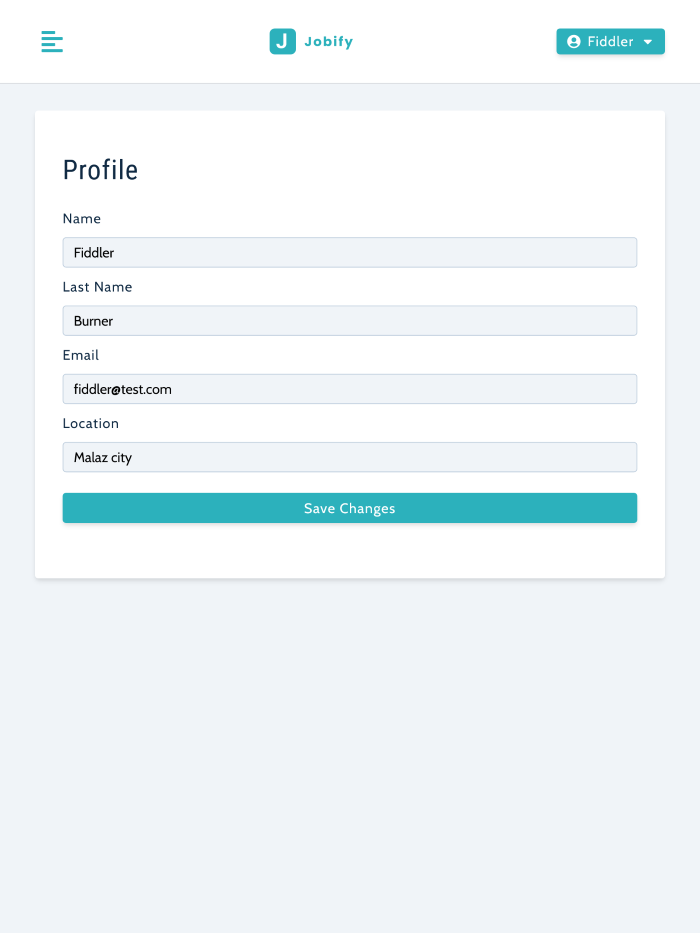 J Jobify
Fiddler
Profile
Name
Fiddler
Last Name
Burner
Email
fiddler@test.com
Location
Malaz city
Save Changes